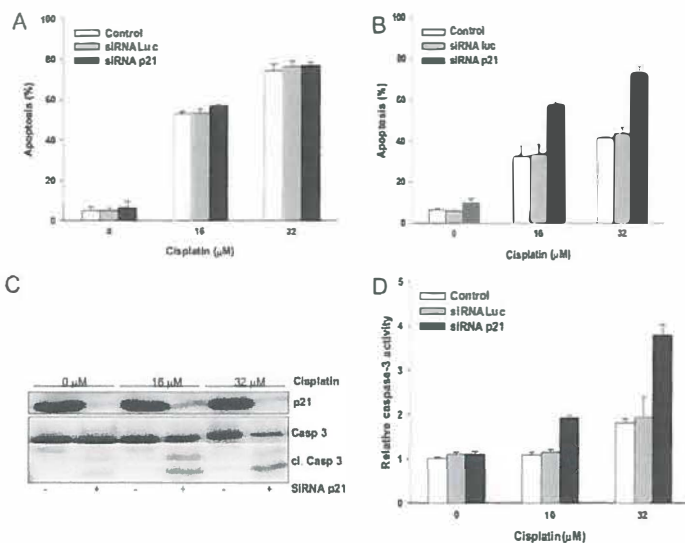 A
Control
siRNA Luc
siRNA p21
Apoptosis (%)
80
60
40
20
0
0 16 32
Cisplatin (μM)
B
Control
siRNA luc
siRNA p21
Apoptosis (%)
100
80
60
40
20
0
0 16 32
Cisplatin (μM)
C
0 μM 16 μM 32 μM Cisplatin
p21
Casp 3
cl. Casp 3
- + - + - + SiRNA p21
D
Control
siRNA Luc
siRNA p21
Relative caspase-3 activity
5
4
3
2
1
0
0 16 32
Cisplatin(μM)